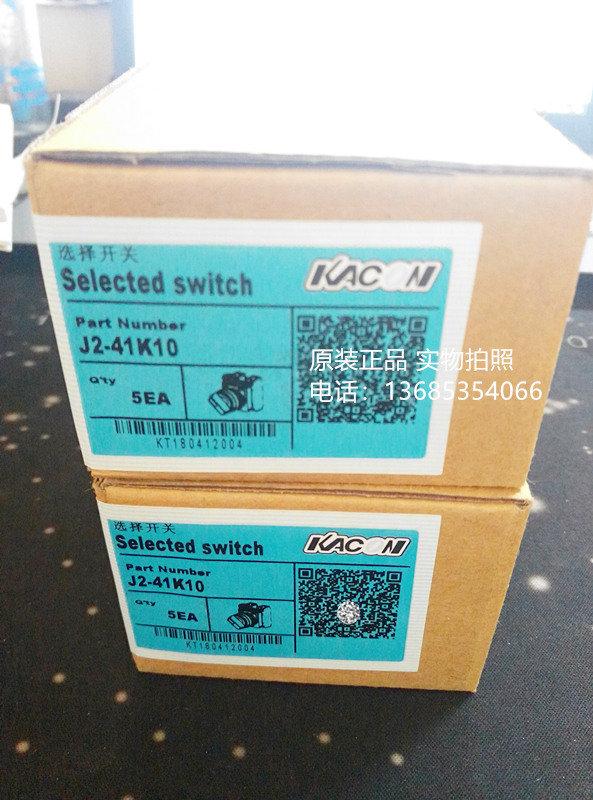 选择开关
Selected switch
KACON
Part Number
J2-41K10
Q'ty
5EA
KT180412004
原装正品 实物拍照
电话：13685354066
选择开关
Selected switch
KACON
Part Number
J2-41K10
Q'ty
5EA
KT180412004